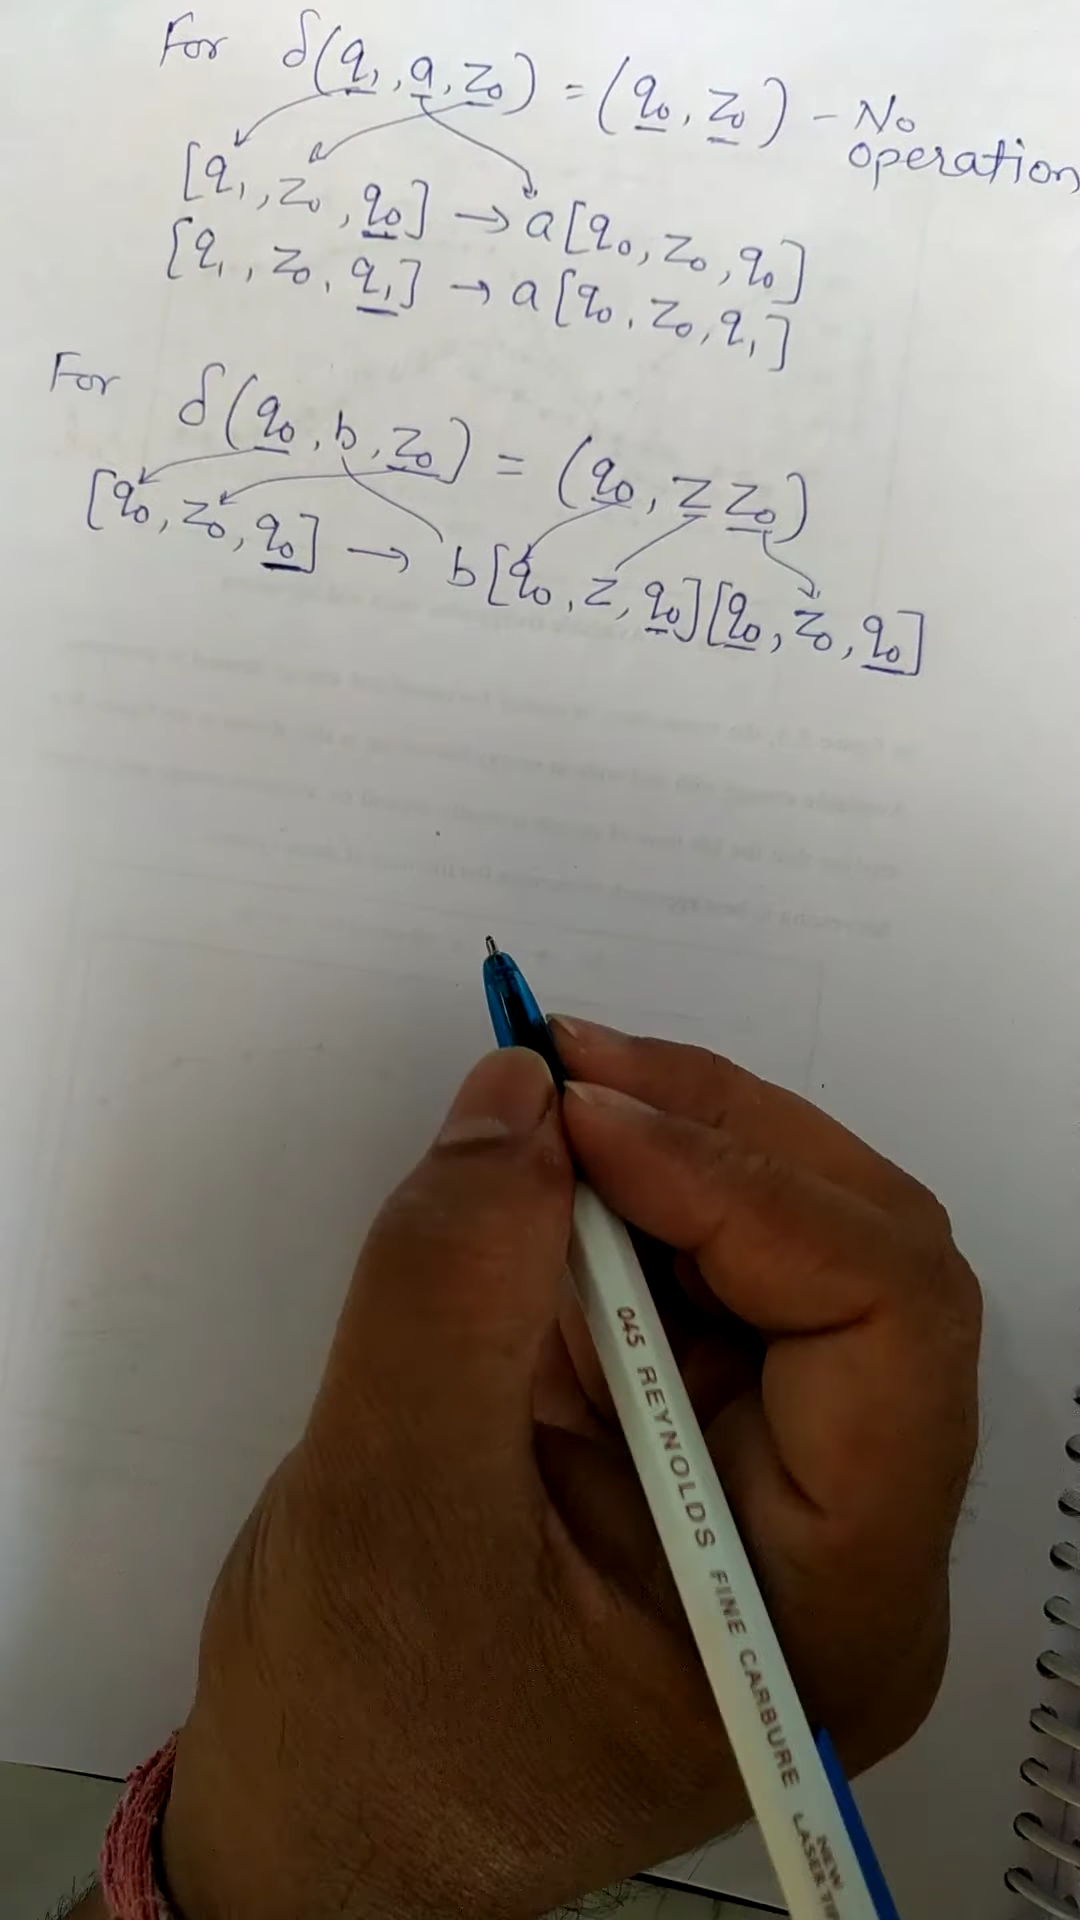 For δ(q₁, a, z₀) = (q₀, z₀) - No
operation
[q₁, z₀, q₀] → a[q₀, z₀, q₀]
[q₁, z₀, q₁] → a[q₀, z₀, q₁]
For δ(q₀, b, z₀) = (q₀, z z₀)
[q₀, z₀, q₀] → b[q₀, z, q₀][q₀, z₀, q₀]
045 REYNOLDS FINE CARBURE
NEW
LASER TIP